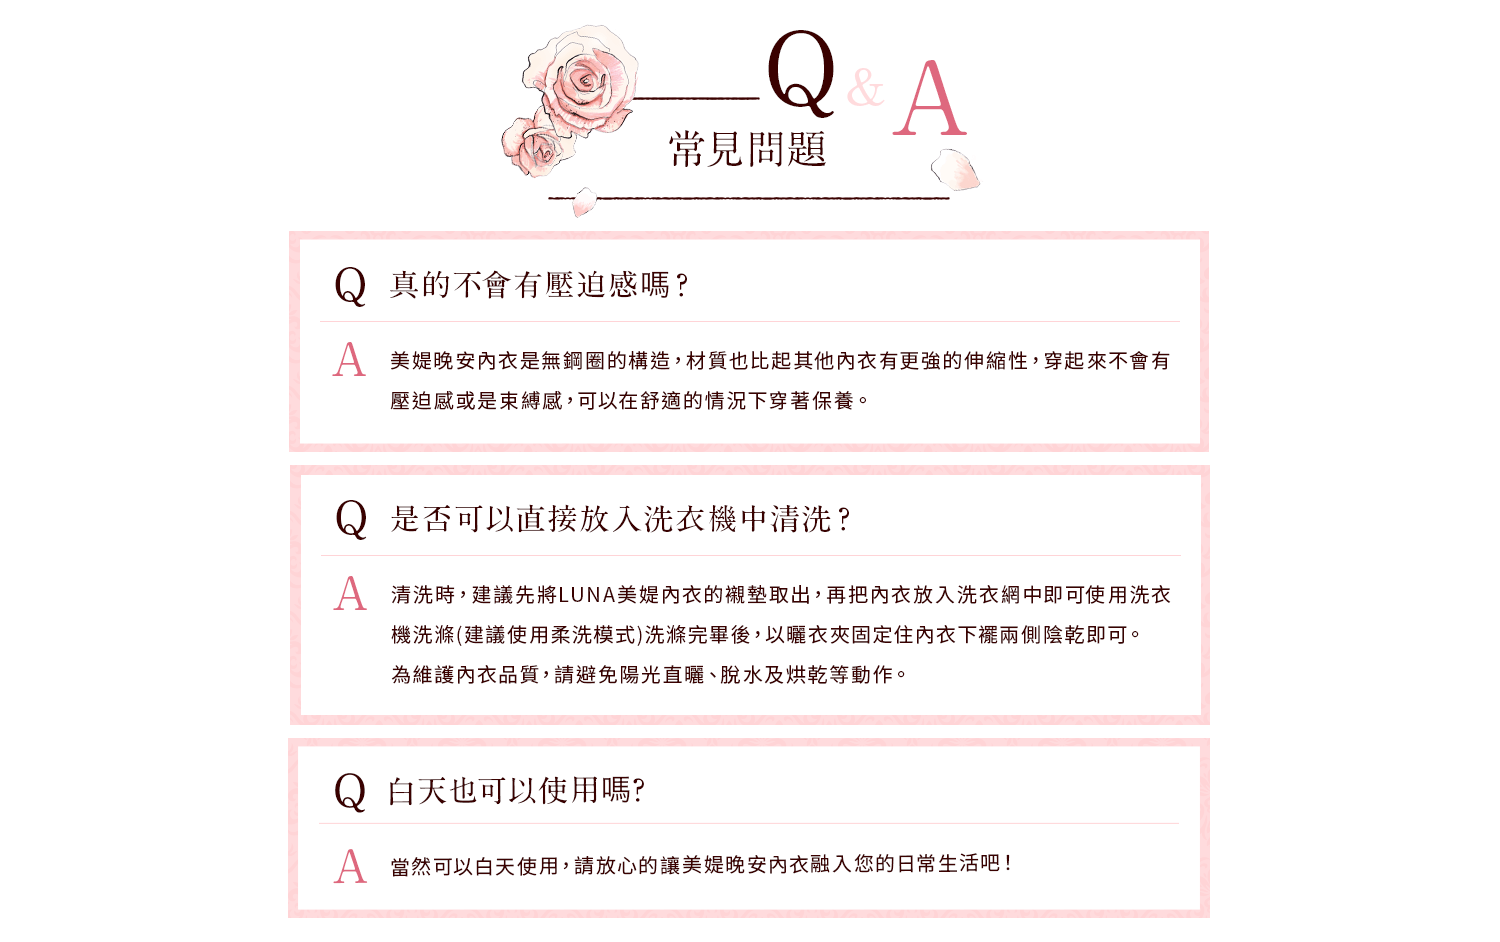 Q & A
常見問題
Q 真的不會有壓迫感嗎?
A 美媞晚安內衣是無鋼圈的構造,材質也比起其他內衣有更強的伸縮性,穿起來不會有
壓迫感或是束縛感,可以在舒適的情況下穿著保養。
Q 是否可以直接放入洗衣機中清洗?
A 清洗時,建議先將LUNA美媞內衣的襯墊取出,再把內衣放入洗衣網中即可使用洗衣
機洗滌(建議使用柔洗模式)洗滌完畢後,以曬衣夾固定住內衣下襬兩側陰乾即可。
為維護內衣品質,請避免陽光直曬、脫水及烘乾等動作。
Q 白天也可以使用嗎?
A 當然可以白天使用,請放心的讓美媞晚安內衣融入您的日常生活吧!